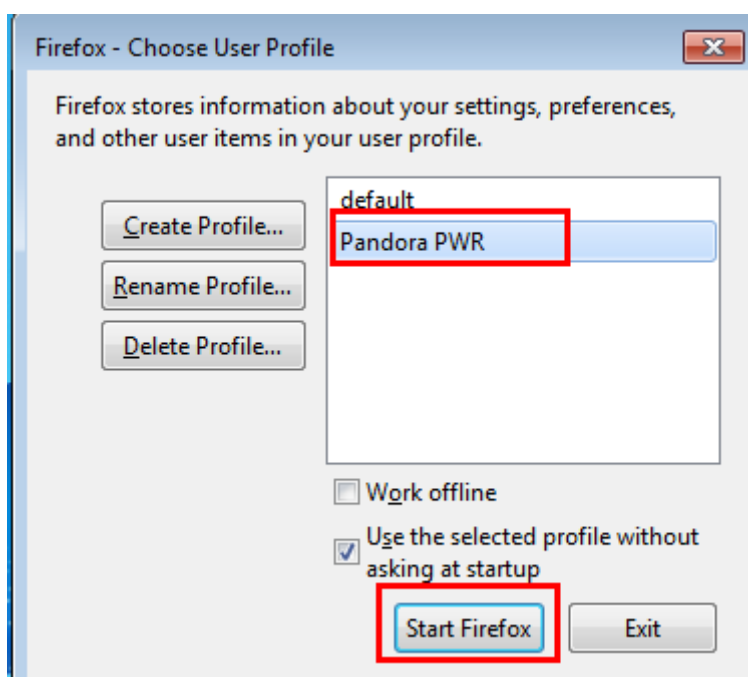 Firefox - Choose User Profile
Firefox stores information about your settings, preferences,
and other user items in your user profile.
Create Profile...
Rename Profile...
Delete Profile...
default
Pandora PWR
Work offline
Use the selected profile without
asking at startup
Start Firefox
Exit